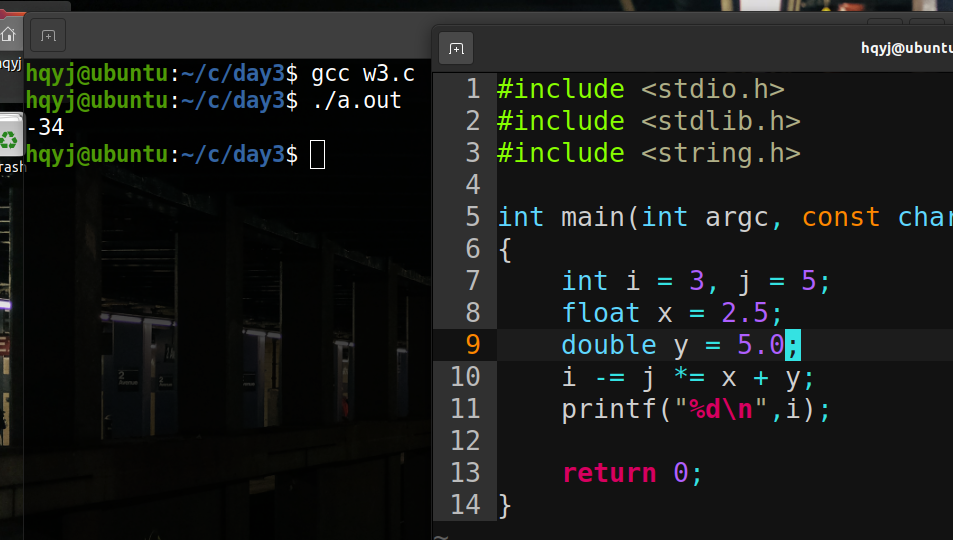 hqyj@ubuntu
hqyj
hqyj@ubuntu:~/c/day3$ gcc w3.c
hqyj@ubuntu:~/c/day3$ ./a.out
-34
hqyj@ubuntu:~/c/day3$
rash
1 #include <stdio.h>
2 #include <stdlib.h>
3 #include <string.h>
4
5 int main(int argc, const char
6 {
7 int i = 3, j = 5;
8 float x = 2.5;
9 double y = 5.0;
10 i -= j *= x + y;
11 printf("%d\n",i);
12
13 return 0;
14 }
~